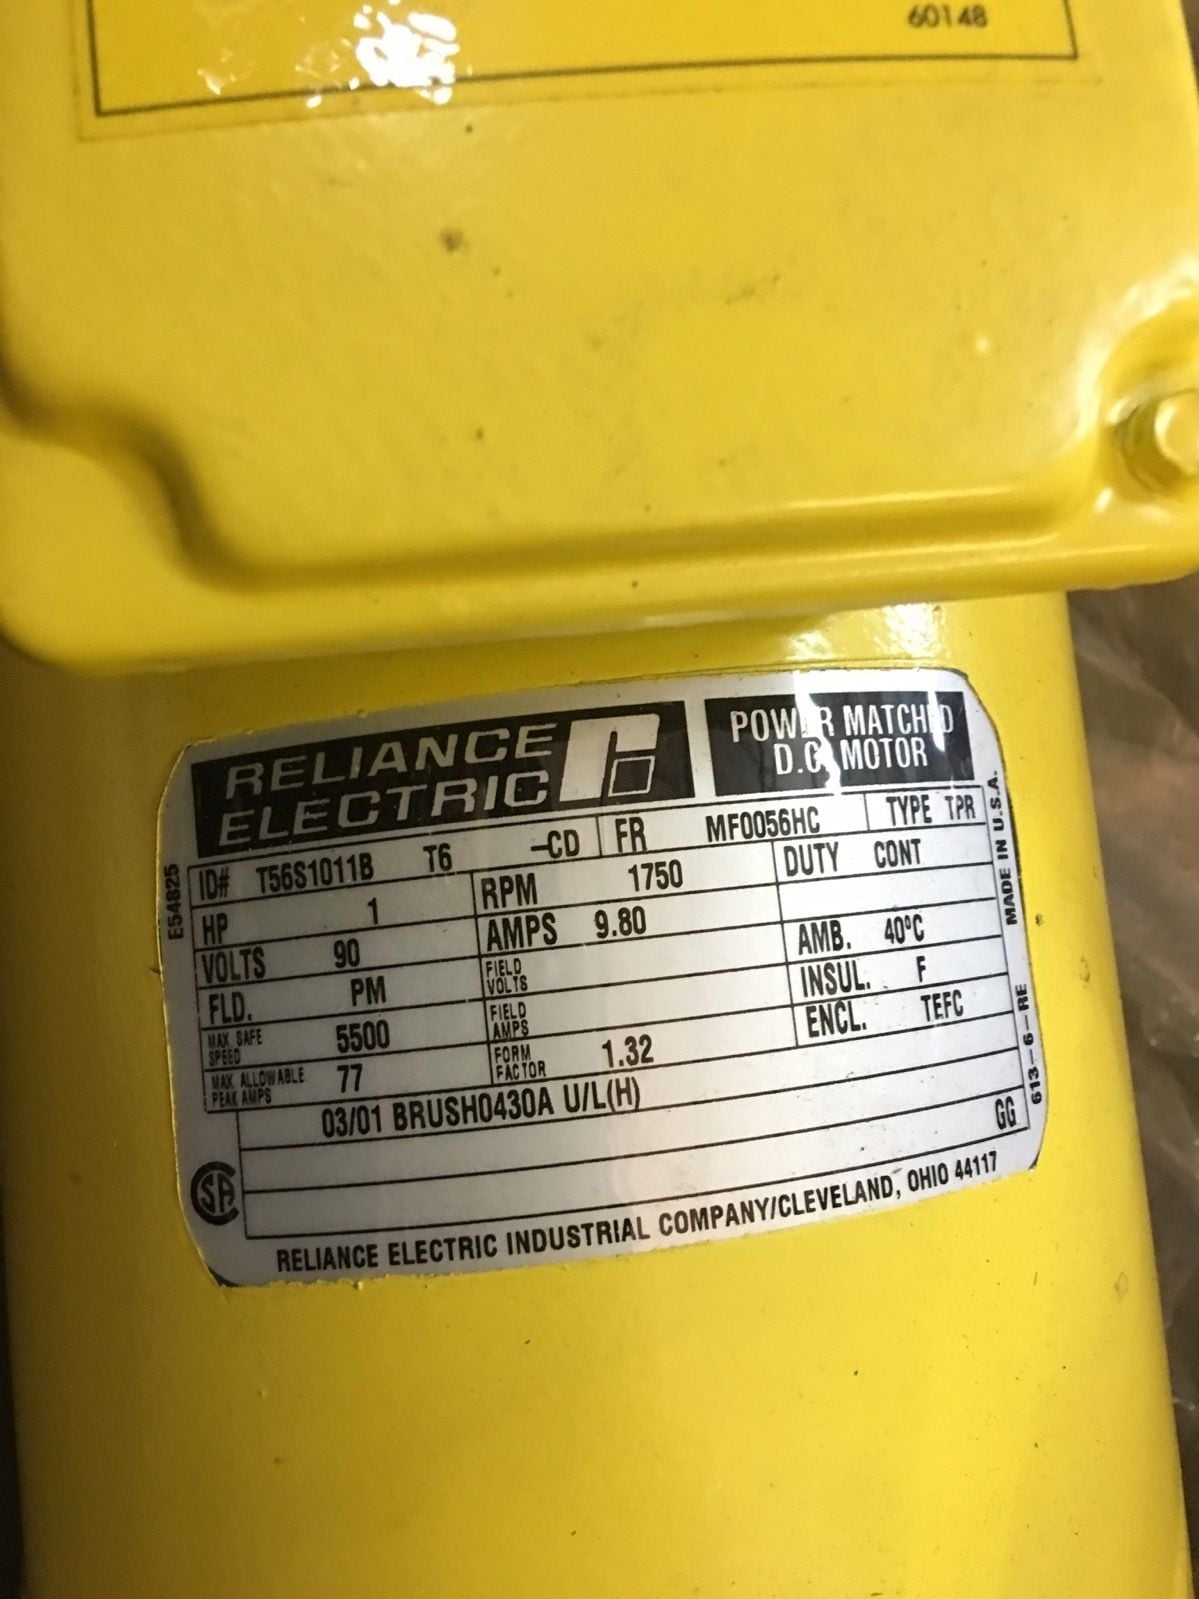 60148
RELIANCE
ELECTRIC
POWER MATCHED
D.C. MOTOR
ID# T56S1011B T6 -CD FR MF0056HC TYPE TPR
HP 1 RPM 1750 DUTY CONT
VOLTS 90 AMPS 9.80 AMB. 40°C
FLD. PM FIELD VOLTS INSUL. F
MAX SAFE SPEED 5500 FIELD AMPS ENCL. TEFC
MAX. ALLOWABLE PEAK AMPS 77 FORM FACTOR 1.32
03/01 BRUSH0430A U/L(H)
GG
SA
RELIANCE ELECTRIC INDUSTRIAL COMPANY/CLEVELAND, OHIO 44117
E54825
MADE IN U.S.A.
613-6-RE